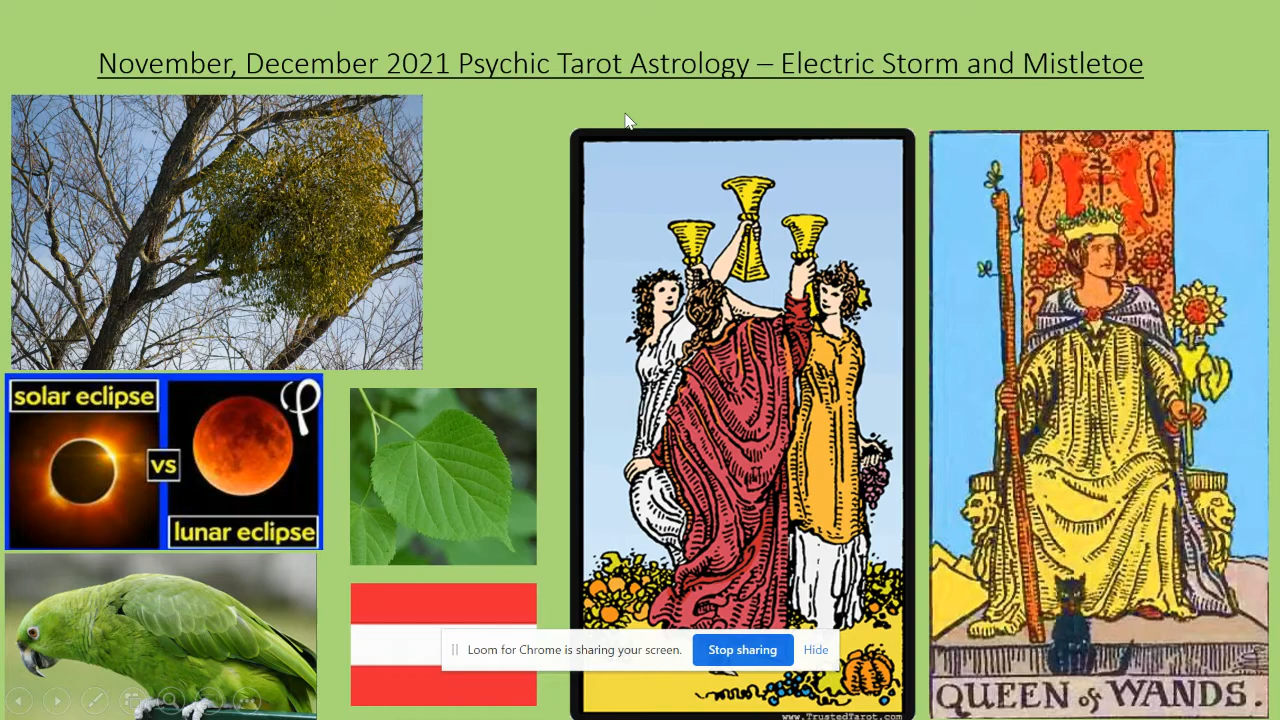 November, December 2021 Psychic Tarot Astrology – Electric Storm and Mistletoe
solar eclipse
vs
lunar eclipse
Loom for Chrome is sharing your screen.
Stop sharing
Hide
www.TrustedTarot.com
QUEEN of WANDS.